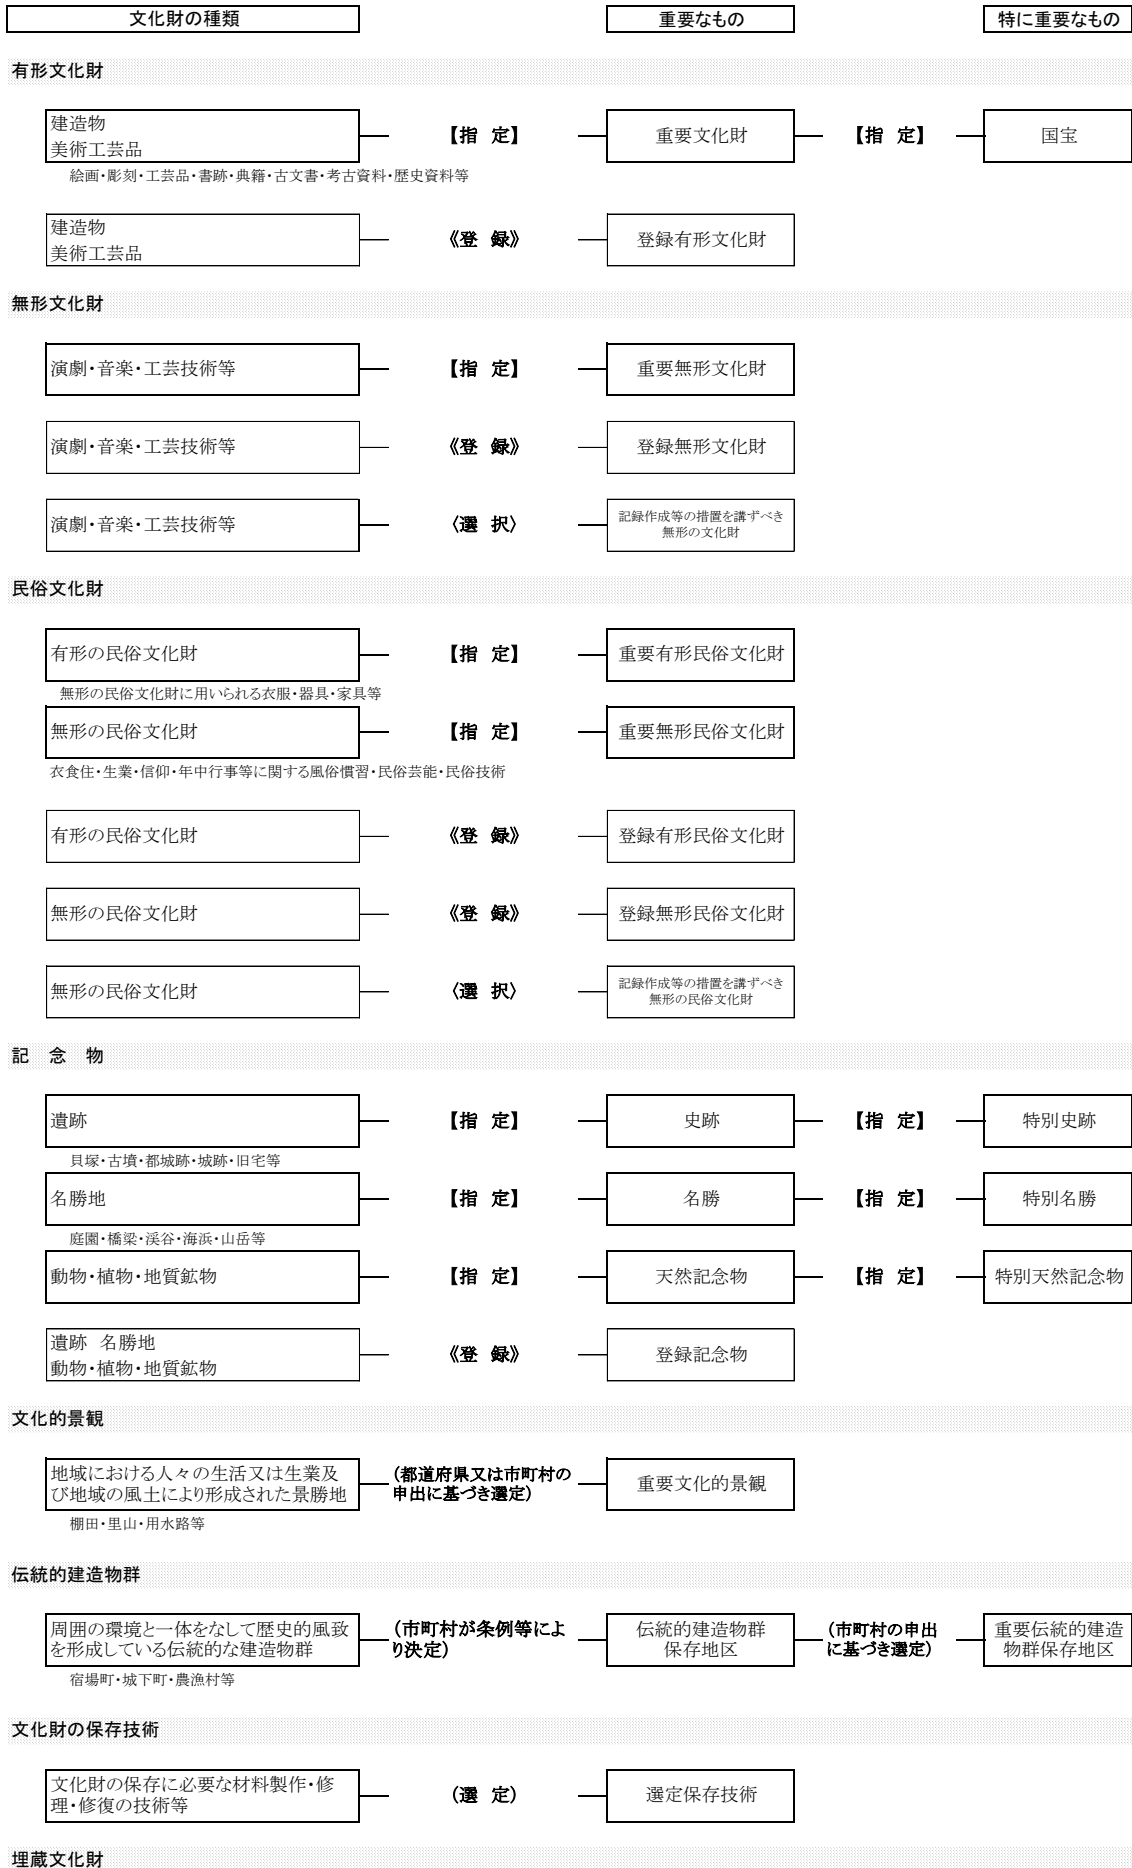 文化財の種類 重要なもの 特に重要なもの
有形文化財
建造物
美術工芸品
【指 定】 重要文化財 【指 定】 国宝
絵画・彫刻・工芸品・書跡・典籍・古文書・考古資料・歴史資料等
建造物
美術工芸品
《登 録》 登録有形文化財
無形文化財
演劇・音楽・工芸技術等 【指 定】 重要無形文化財
演劇・音楽・工芸技術等 《登 録》 登録無形文化財
演劇・音楽・工芸技術等 〈選 択〉 記録作成等の措置を講ずべき
無形の文化財
民俗文化財
有形の民俗文化財 【指 定】 重要有形民俗文化財
無形の民俗文化財に用いられる衣服・器具・家具等
無形の民俗文化財 【指 定】 重要無形民俗文化財
衣食住・生業・信仰・年中行事等に関する風俗慣習・民俗芸能・民俗技術
有形の民俗文化財 《登 録》 登録有形民俗文化財
無形の民俗文化財 《登 録》 登録無形民俗文化財
無形の民俗文化財 〈選 択〉 記録作成等の措置を講ずべき
無形の民俗文化財
記 念 物
遺跡 【指 定】 史跡 【指 定】 特別史跡
貝塚・古墳・都城跡・城跡・旧宅等
名勝地 【指 定】 名勝 【指 定】 特別名勝
庭園・橋梁・渓谷・海浜・山岳等
動物・植物・地質鉱物 【指 定】 天然記念物 【指 定】 特別天然記念物
遺跡 名勝地
動物・植物・地質鉱物
《登 録》 登録記念物
文化的景観
地域における人々の生活又は生業及
び地域の風土により形成された景勝地
(都道府県又は市町村の
申出に基づき選定)
重要文化的景観
棚田・里山・用水路等
伝統的建造物群
周囲の環境と一体をなして歴史的風致
を形成している伝統的な建造物群
(市町村が条例等によ
り決定)
伝統的建造物群
保存地区
(市町村の申出
に基づき選定)
重要伝統的建造
物群保存地区
宿場町・城下町・農漁村等
文化財の保存技術
文化財の保存に必要な材料製作・修
理・修復の技術等
(選 定) 選定保存技術
埋蔵文化財